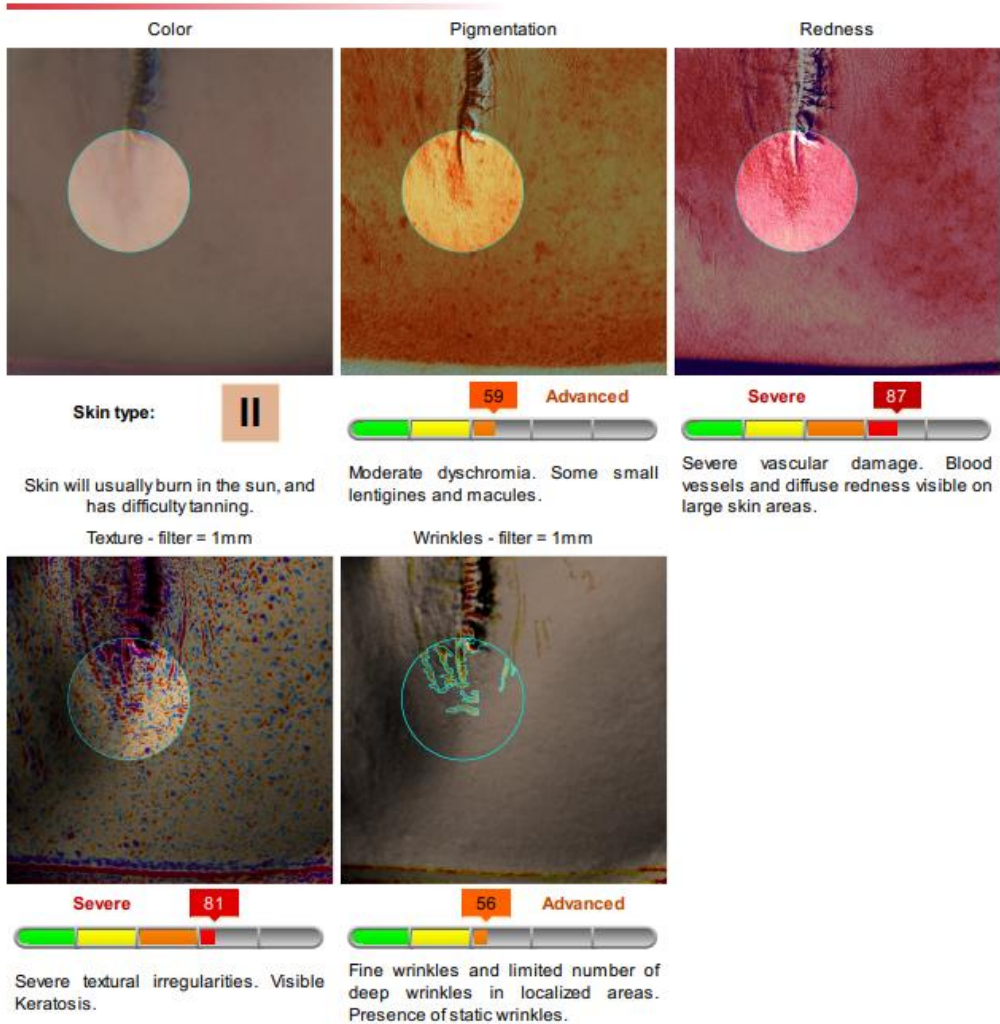 Color
Pigmentation
Redness
Skin type:
II
Skin will usually burn in the sun, and
has difficulty tanning.
59
Advanced
Moderate dyschromia. Some small
lentigines and macules.
Severe
87
Severe vascular damage. Blood
vessels and diffuse redness visible on
large skin areas.
Texture - filter = 1mm
Wrinkles - filter = 1mm
Severe
81
Severe textural irregularities. Visible
Keratosis.
56
Advanced
Fine wrinkles and limited number of
deep wrinkles in localized areas.
Presence of static wrinkles.